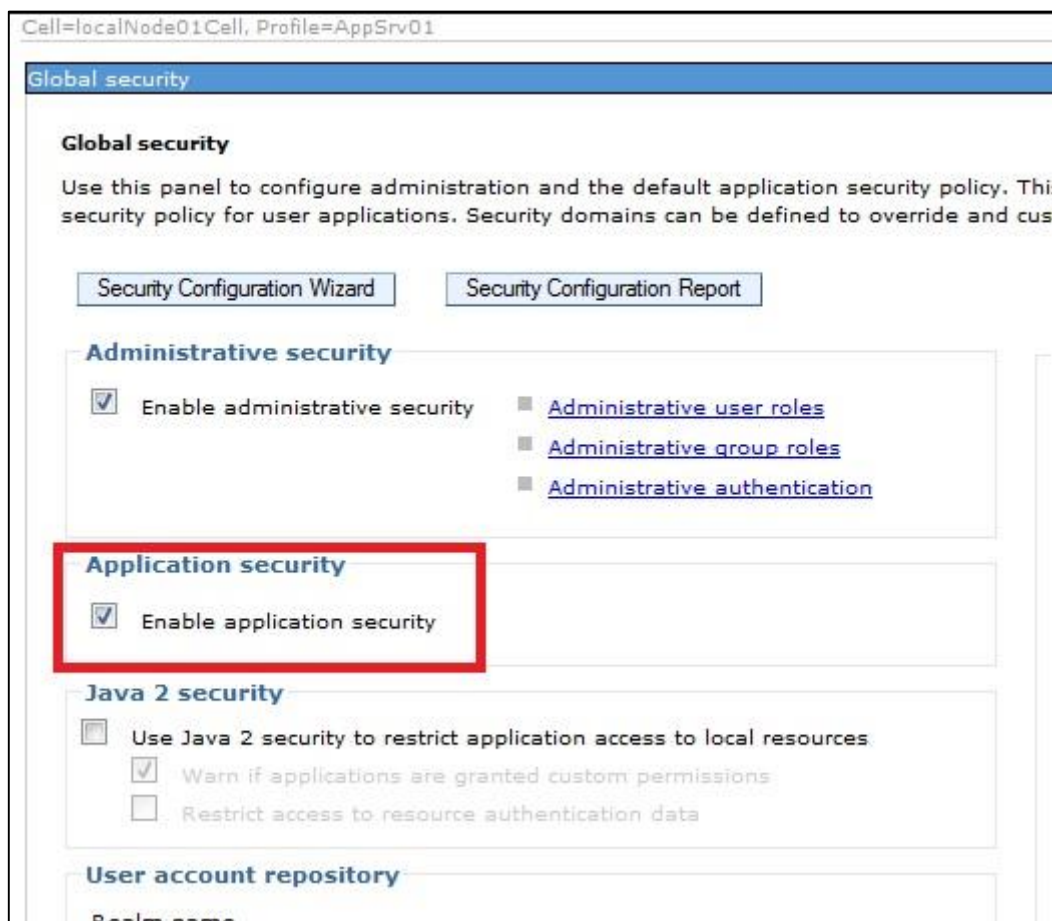 Cell=localNode01Cell, Profile=AppSrv01
Global security
Global security
Use this panel to configure administration and the default application security policy. This
security policy for user applications. Security domains can be defined to override and cus
Security Configuration Wizard
Security Configuration Report
Administrative security
Enable administrative security
Administrative user roles
Administrative group roles
Administrative authentication
Application security
Enable application security
Java 2 security
Use Java 2 security to restrict application access to local resources
Warn if applications are granted custom permissions
Restrict access to resource authentication data
User account repository
Realm name